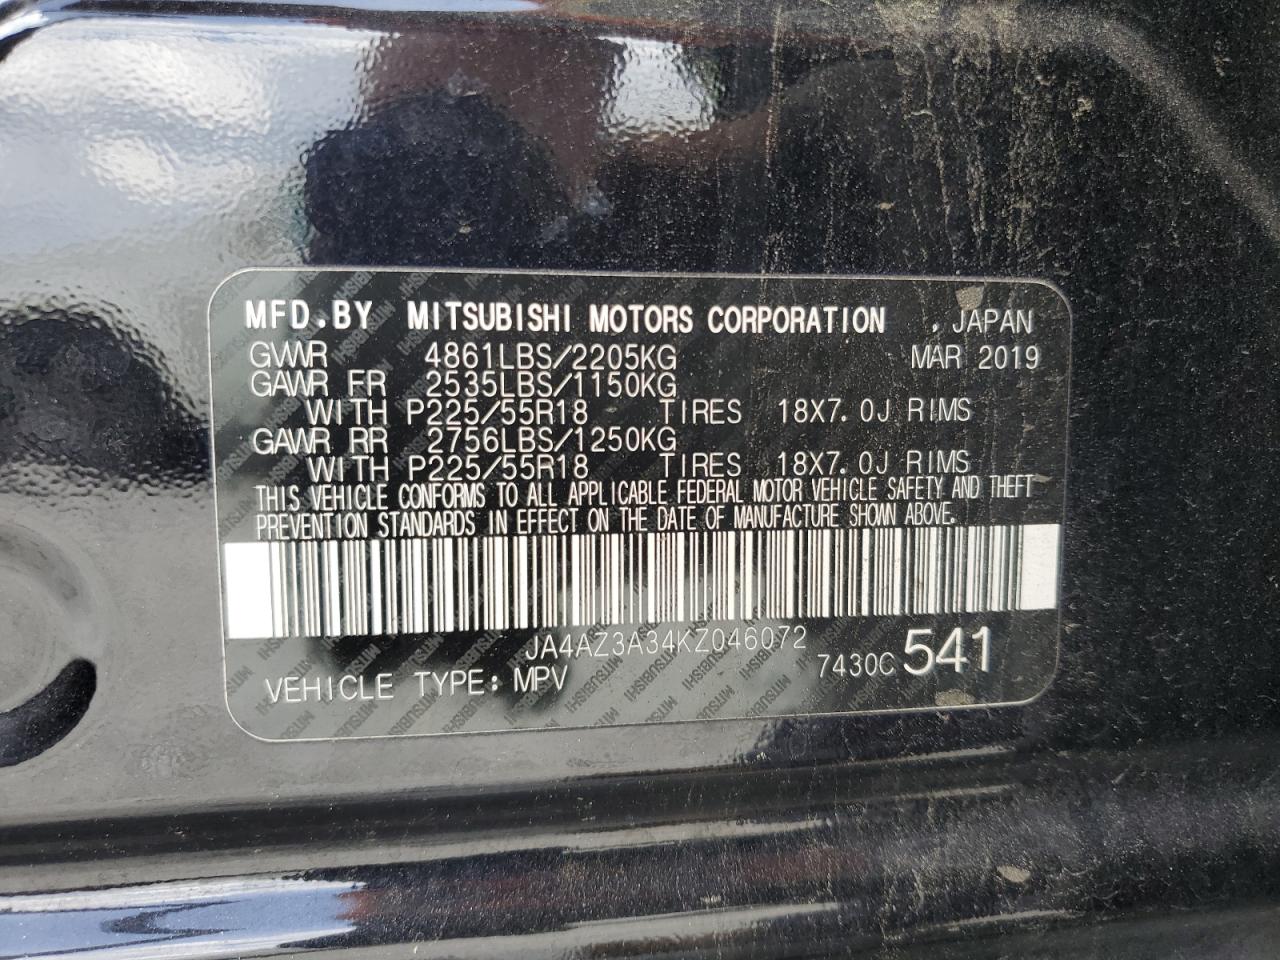 MFD.BY MITSUBISHI MOTORS CORPORATION , JAPAN
GVWR 4861LBS/2205KG MAR 2019
GAWR FR 2535LBS/1150KG
WITH P225/55R18 TIRES 18X7.0J RIMS
GAWR RR 2756LBS/1250KG
WITH P225/55R18 TIRES 18X7.0J RIMS
THIS VEHICLE CONFORMS TO ALL APPLICABLE FEDERAL MOTOR VEHICLE SAFETY AND THEFT
PREVENTION STANDARDS IN EFFECT ON THE DATE OF MANUFACTURE SHOWN ABOVE.
JA4AZ3A34KZ046072
VEHICLE TYPE: MPV 7430C 541